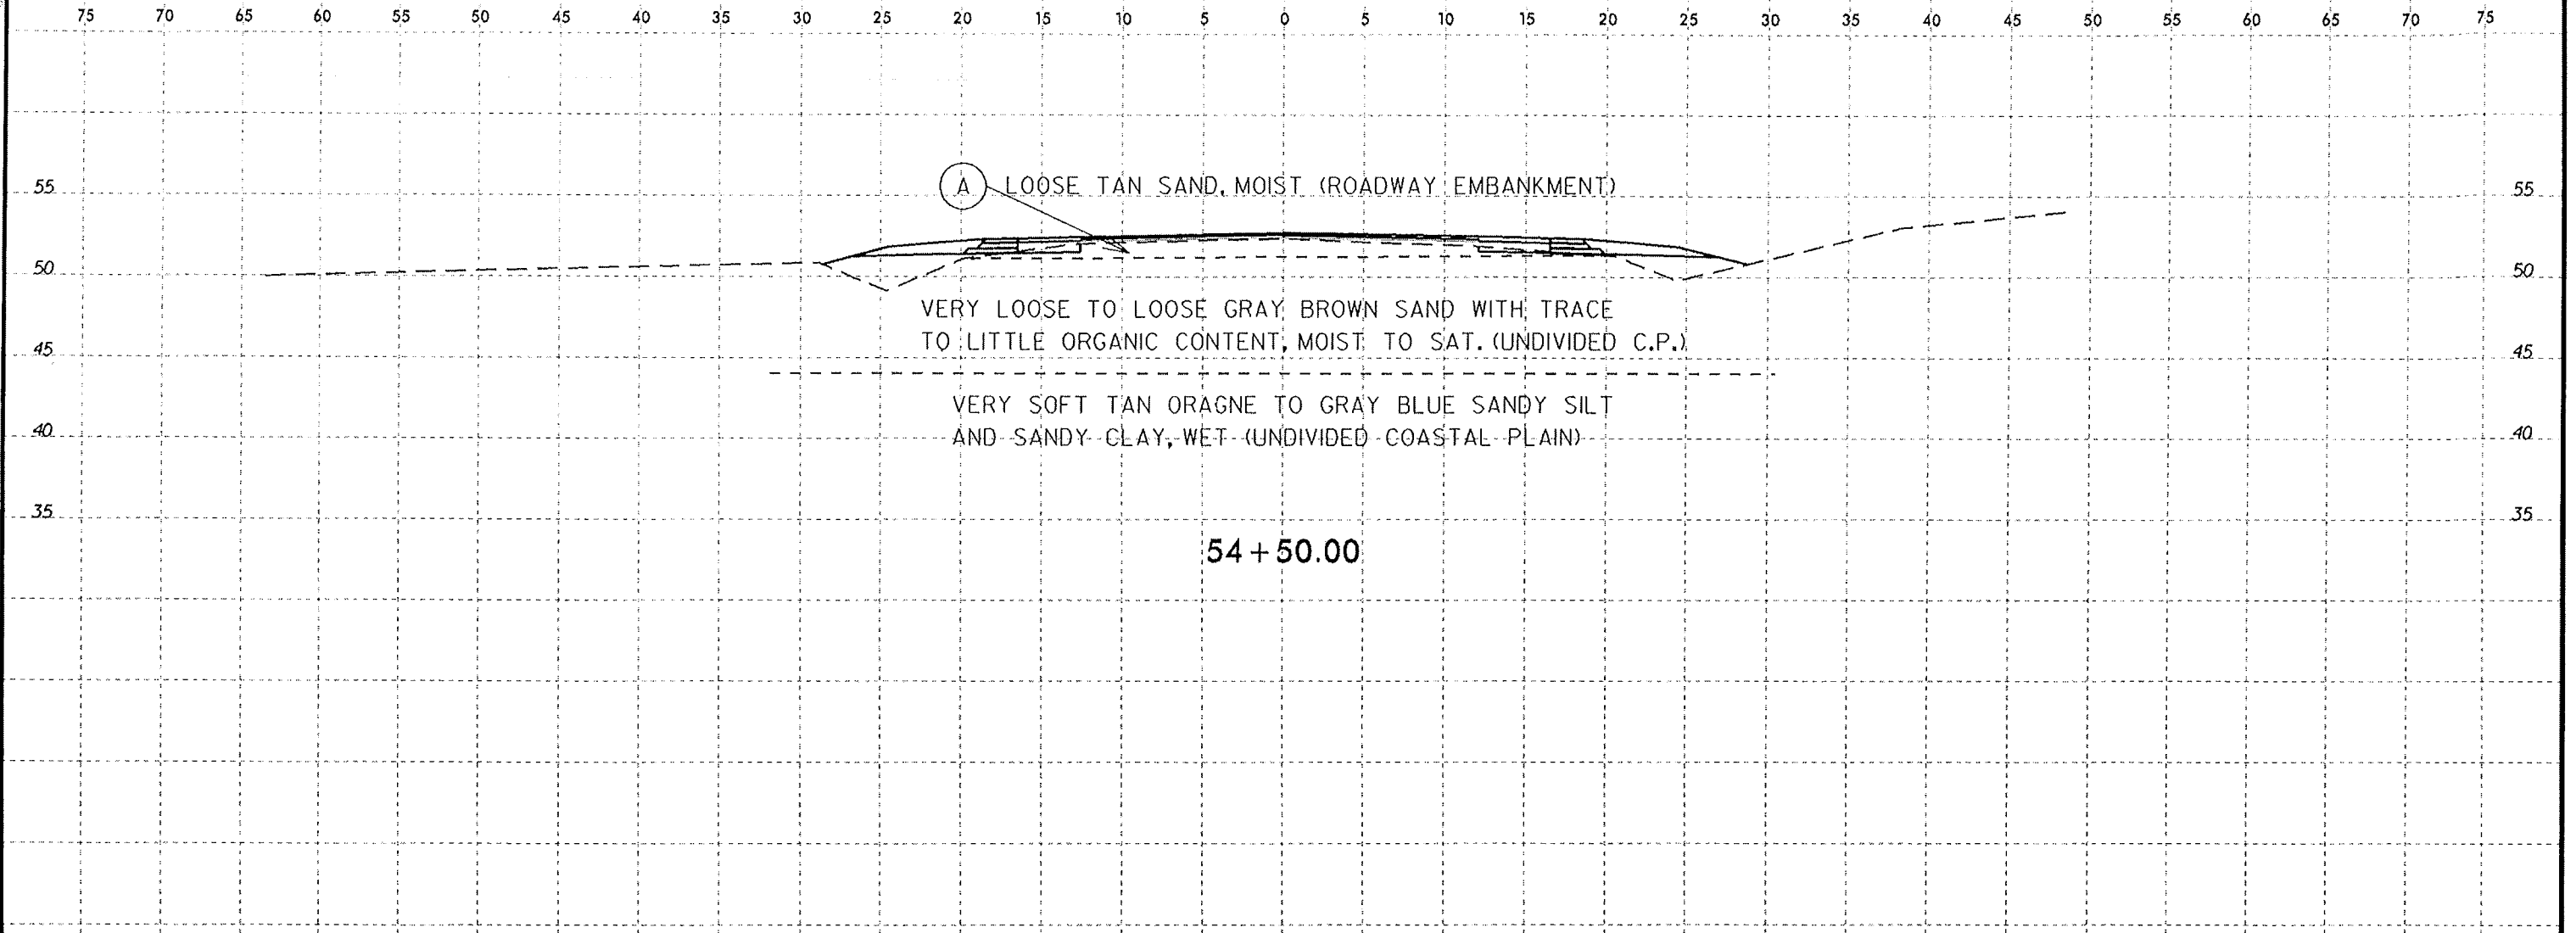 75 70 65 60 55 50 45 40 35 30 25 20 15 10 5 0 5 10 15 20 25 30 35 40 45 50 55 60 65 70 75
A LOOSE TAN SAND, MOIST (ROADWAY EMBANKMENT)
55 55
50 50
VERY LOOSE TO LOOSE GRAY BROWN SAND WITH TRACE
TO LITTLE ORGANIC CONTENT, MOIST TO SAT. (UNDIVIDED C.P.)
45 45
VERY SOFT TAN ORAGNE TO GRAY BLUE SANDY SILT
AND SANDY CLAY, WET (UNDIVIDED COASTAL PLAIN)
40 40
35 35
54+50.00